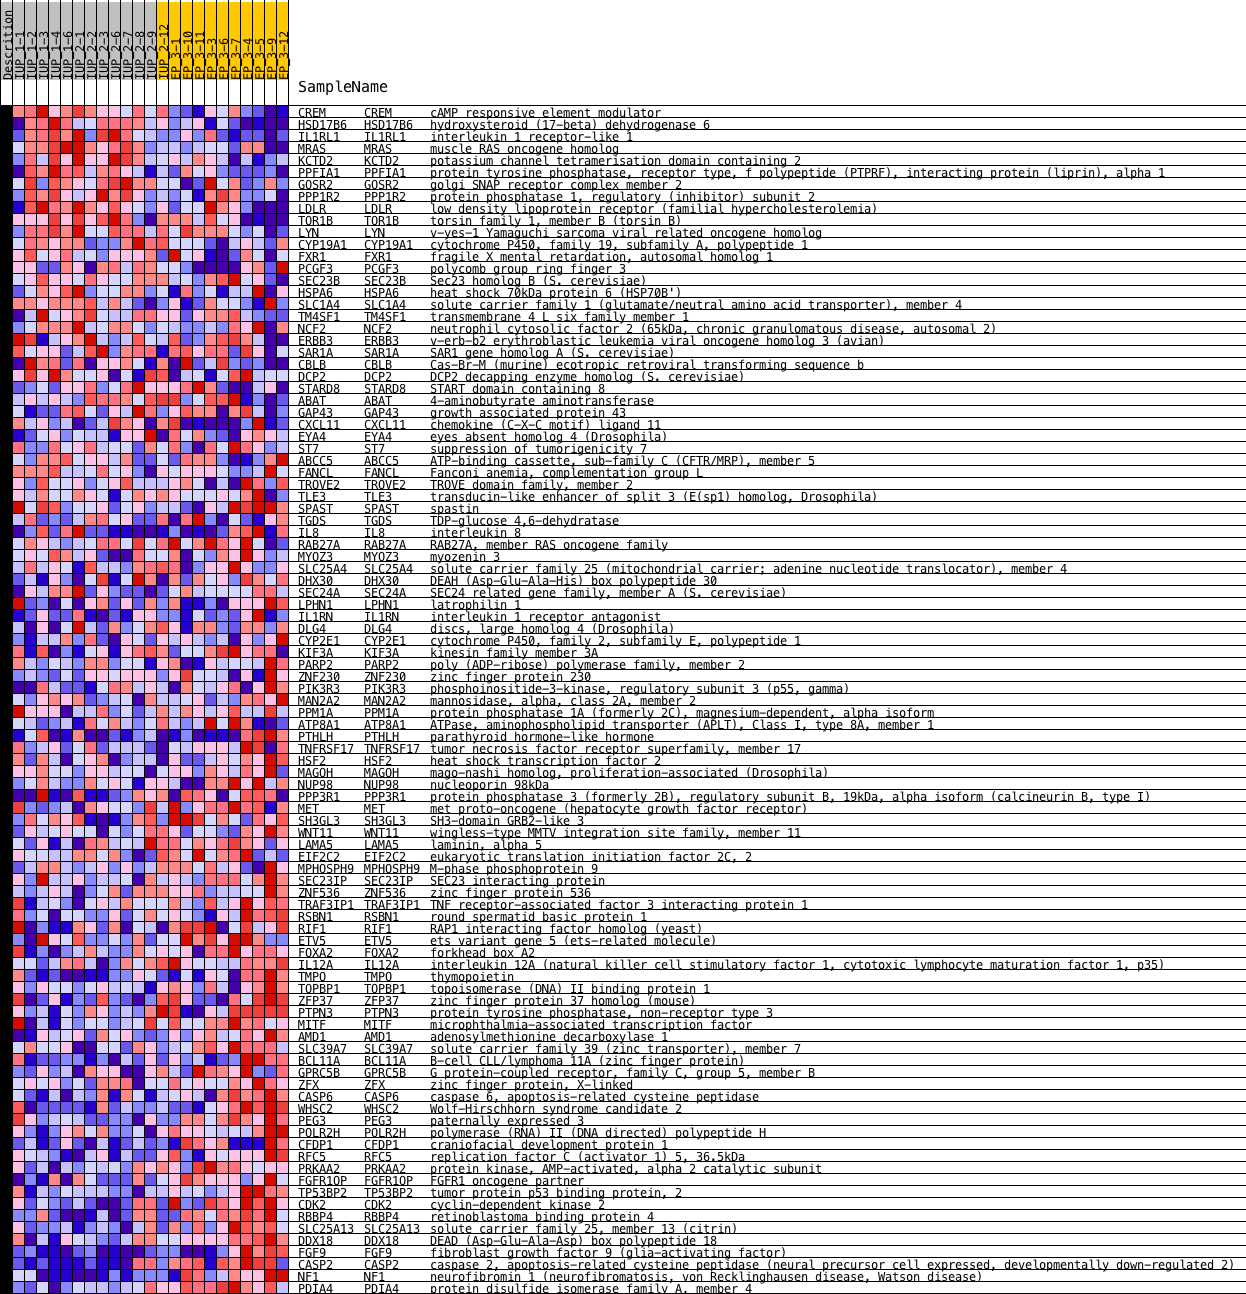 Descrition
IUP_1-1
IUP_1-2
IUP_1-3
IUP_1-4
IUP_1-6
IUP_2-1
IUP_2-2
IUP_2-3
IUP_2-6
IUP_2-7
IUP_2-8
IUP_2-9
IUP_2-12
EP_3-1
EP_3-10
EP_3-11
EP_3-3
EP_3-6
EP_3-7
EP_3-4
EP_3-5
EP_3-9
EP_3-12
SampleName
CREM CREM cAMP responsive element modulator
HSD17B6 HSD17B6 hydroxysteroid (17-beta) dehydrogenase 6
IL1RL1 IL1RL1 interleukin 1 receptor-like 1
MRAS MRAS muscle RAS oncogene homolog
KCTD2 KCTD2 potassium channel tetramerisation domain containing 2
PPFIA1 PPFIA1 protein tyrosine phosphatase, receptor type, f polypeptide (PTPRF), interacting protein (liprin), alpha 1
GOSR2 GOSR2 golgi SNAP receptor complex member 2
PPP1R2 PPP1R2 protein phosphatase 1, regulatory (inhibitor) subunit 2
LDLR LDLR low density lipoprotein receptor (familial hypercholesterolemia)
TOR1B TOR1B torsin family 1, member B (torsin B)
LYN LYN v-yes-1 Yamaguchi sarcoma viral related oncogene homolog
CYP19A1 CYP19A1 cytochrome P450, family 19, subfamily A, polypeptide 1
FXR1 FXR1 fragile X mental retardation, autosomal homolog 1
PCGF3 PCGF3 polycomb group ring finger 3
SEC23B SEC23B Sec23 homolog B (S. cerevisiae)
HSPA6 HSPA6 heat shock 70kDa protein 6 (HSP70B')
SLC1A4 SLC1A4 solute carrier family 1 (glutamate/neutral amino acid transporter), member 4
TM4SF1 TM4SF1 transmembrane 4 L six family member 1
NCF2 NCF2 neutrophil cytosolic factor 2 (65kDa, chronic granulomatous disease, autosomal 2)
ERBB3 ERBB3 v-erb-b2 erythroblastic leukemia viral oncogene homolog 3 (avian)
SAR1A SAR1A SAR1 gene homolog A (S. cerevisiae)
CBLB CBLB Cas-Br-M (murine) ecotropic retroviral transforming sequence b
DCP2 DCP2 DCP2 decapping enzyme homolog (S. cerevisiae)
STARD8 STARD8 START domain containing 8
ABAT ABAT 4-aminobutyrate aminotransferase
GAP43 GAP43 growth associated protein 43
CXCL11 CXCL11 chemokine (C-X-C motif) ligand 11
EYA4 EYA4 eyes absent homolog 4 (Drosophila)
ST7 ST7 suppression of tumorigenicity 7
ABCC5 ABCC5 ATP-binding cassette, sub-family C (CFTR/MRP), member 5
FANCL FANCL Fanconi anemia, complementation group L
TROVE2 TROVE2 TROVE domain family, member 2
TLE3 TLE3 transducin-like enhancer of split 3 (E(sp1) homolog, Drosophila)
SPAST SPAST spastin
TGDS TGDS TDP-glucose 4,6-dehydratase
IL8 IL8 interleukin 8
RAB27A RAB27A RAB27A, member RAS oncogene family
MYOZ3 MYOZ3 myozenin 3
SLC25A4 SLC25A4 solute carrier family 25 (mitochondrial carrier; adenine nucleotide translocator), member 4
DHX30 DHX30 DEAH (Asp-Glu-Ala-His) box polypeptide 30
SEC24A SEC24A SEC24 related gene family, member A (S. cerevisiae)
LPHN1 LPHN1 latrophilin 1
IL1RN IL1RN interleukin 1 receptor antagonist
DLG4 DLG4 discs, large homolog 4 (Drosophila)
CYP2E1 CYP2E1 cytochrome P450, family 2, subfamily E, polypeptide 1
KIF3A KIF3A kinesin family member 3A
PARP2 PARP2 poly (ADP-ribose) polymerase family, member 2
ZNF230 ZNF230 zinc finger protein 230
PIK3R3 PIK3R3 phosphoinositide-3-kinase, regulatory subunit 3 (p55, gamma)
MAN2A2 MAN2A2 mannosidase, alpha, class 2A, member 2
PPM1A PPM1A protein phosphatase 1A (formerly 2C), magnesium-dependent, alpha isoform
ATP8A1 ATP8A1 ATPase, aminophospholipid transporter (APLT), Class I, type 8A, member 1
PTHLH PTHLH parathyroid hormone-like hormone
TNFRSF17 TNFRSF17 tumor necrosis factor receptor superfamily, member 17
HSF2 HSF2 heat shock transcription factor 2
MAGOH MAGOH mago-nashi homolog, proliferation-associated (Drosophila)
NUP98 NUP98 nucleoporin 98kDa
PPP3R1 PPP3R1 protein phosphatase 3 (formerly 2B), regulatory subunit B, 19kDa, alpha isoform (calcineurin B, type I)
MET MET met proto-oncogene (hepatocyte growth factor receptor)
SH3GL3 SH3GL3 SH3-domain GRB2-like 3
WNT11 WNT11 wingless-type MMTV integration site family, member 11
LAMA5 LAMA5 laminin, alpha 5
EIF2C2 EIF2C2 eukaryotic translation initiation factor 2C, 2
MPHOSPH9 MPHOSPH9 M-phase phosphoprotein 9
SEC23IP SEC23IP SEC23 interacting protein
ZNF536 ZNF536 zinc finger protein 536
TRAF3IP1 TRAF3IP1 TNF receptor-associated factor 3 interacting protein 1
RSBN1 RSBN1 round spermatid basic protein 1
RIF1 RIF1 RAP1 interacting factor homolog (yeast)
ETV5 ETV5 ets variant gene 5 (ets-related molecule)
FOXA2 FOXA2 forkhead box A2
IL12A IL12A interleukin 12A (natural killer cell stimulatory factor 1, cytotoxic lymphocyte maturation factor 1, p35)
TMPO TMPO thymopoietin
TOPBP1 TOPBP1 topoisomerase (DNA) II binding protein 1
ZFP37 ZFP37 zinc finger protein 37 homolog (mouse)
PTPN3 PTPN3 protein tyrosine phosphatase, non-receptor type 3
MITF MITF microphthalmia-associated transcription factor
AMD1 AMD1 adenosylmethionine decarboxylase 1
SLC39A7 SLC39A7 solute carrier family 39 (zinc transporter), member 7
BCL11A BCL11A B-cell CLL/lymphoma 11A (zinc finger protein)
GPRC5B GPRC5B G protein-coupled receptor, family C, group 5, member B
ZFX ZFX zinc finger protein, X-linked
CASP6 CASP6 caspase 6, apoptosis-related cysteine peptidase
WHSC2 WHSC2 Wolf-Hirschhorn syndrome candidate 2
PEG3 PEG3 paternally expressed 3
POLR2H POLR2H polymerase (RNA) II (DNA directed) polypeptide H
CFDP1 CFDP1 craniofacial development protein 1
RFC5 RFC5 replication factor C (activator 1) 5, 36.5kDa
PRKAA2 PRKAA2 protein kinase, AMP-activated, alpha 2 catalytic subunit
FGFR1OP FGFR1OP FGFR1 oncogene partner
TP53BP2 TP53BP2 tumor protein p53 binding protein, 2
CDK2 CDK2 cyclin-dependent kinase 2
RBBP4 RBBP4 retinoblastoma binding protein 4
SLC25A13 SLC25A13 solute carrier family 25, member 13 (citrin)
DDX18 DDX18 DEAD (Asp-Glu-Ala-Asp) box polypeptide 18
FGF9 FGF9 fibroblast growth factor 9 (glia-activating factor)
CASP2 CASP2 caspase 2, apoptosis-related cysteine peptidase (neural precursor cell expressed, developmentally down-regulated 2)
NF1 NF1 neurofibromin 1 (neurofibromatosis, von Recklinghausen disease, Watson disease)
PDIA4 PDIA4 protein disulfide isomerase family A, member 4